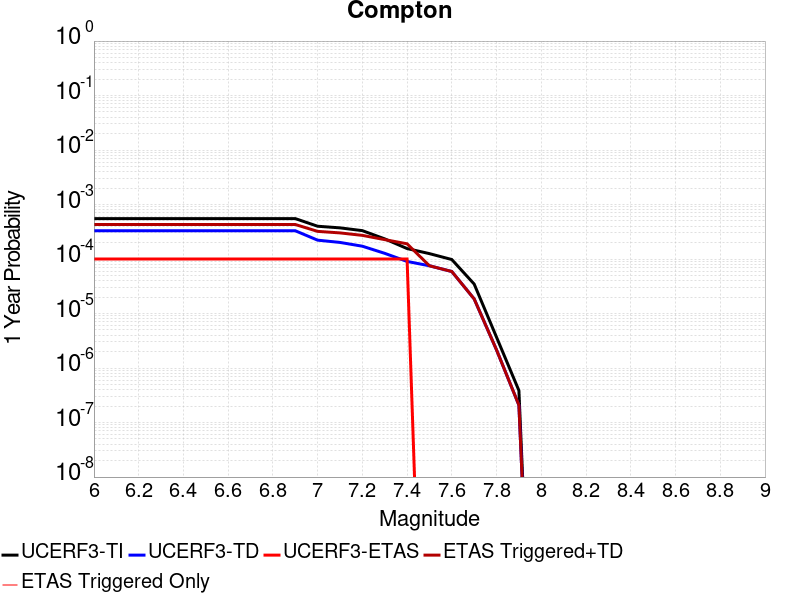 Compton
10^0
10^-1
10^-2
10^-3
10^-4
10^-5
10^-6
10^-7
10^-8
1 Year Probability
6 6.2 6.4 6.6 6.8 7 7.2 7.4 7.6 7.8 8 8.2 8.4 8.6 8.8 9
Magnitude
UCERF3-TI UCERF3-TD UCERF3-ETAS ETAS Triggered+TD
ETAS Triggered Only